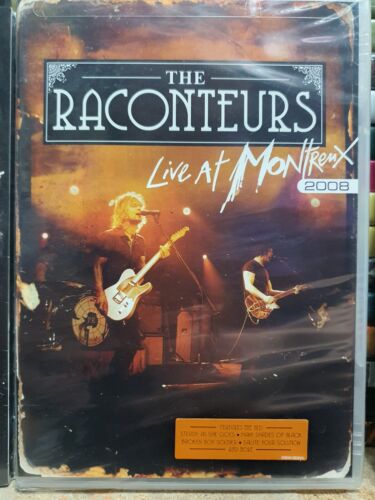 THE
RACONTEURS
Live At Montreux
2008
FEATURES THE HITS
STEADY, AS SHE GOES • MANY SHADES OF BLACK
BROKEN BOY SOLDIER • SALUTE YOUR SOLUTION
AND MORE